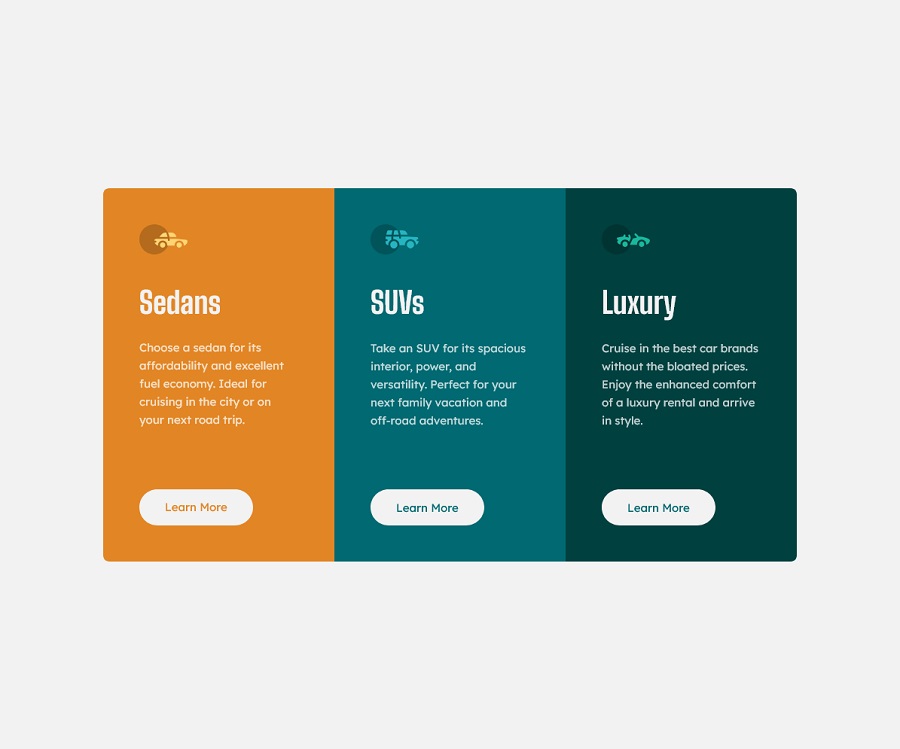 Sedans
Choose a sedan for its
affordability and excellent
fuel economy. Ideal for
cruising in the city or on
your next road trip.
Learn More
SUVs
Take an SUV for its spacious
interior, power, and
versatility. Perfect for your
next family vacation and
off-road adventures.
Learn More
Luxury
Cruise in the best car brands
without the bloated prices.
Enjoy the enhanced comfort
of a luxury rental and arrive
in style.
Learn More